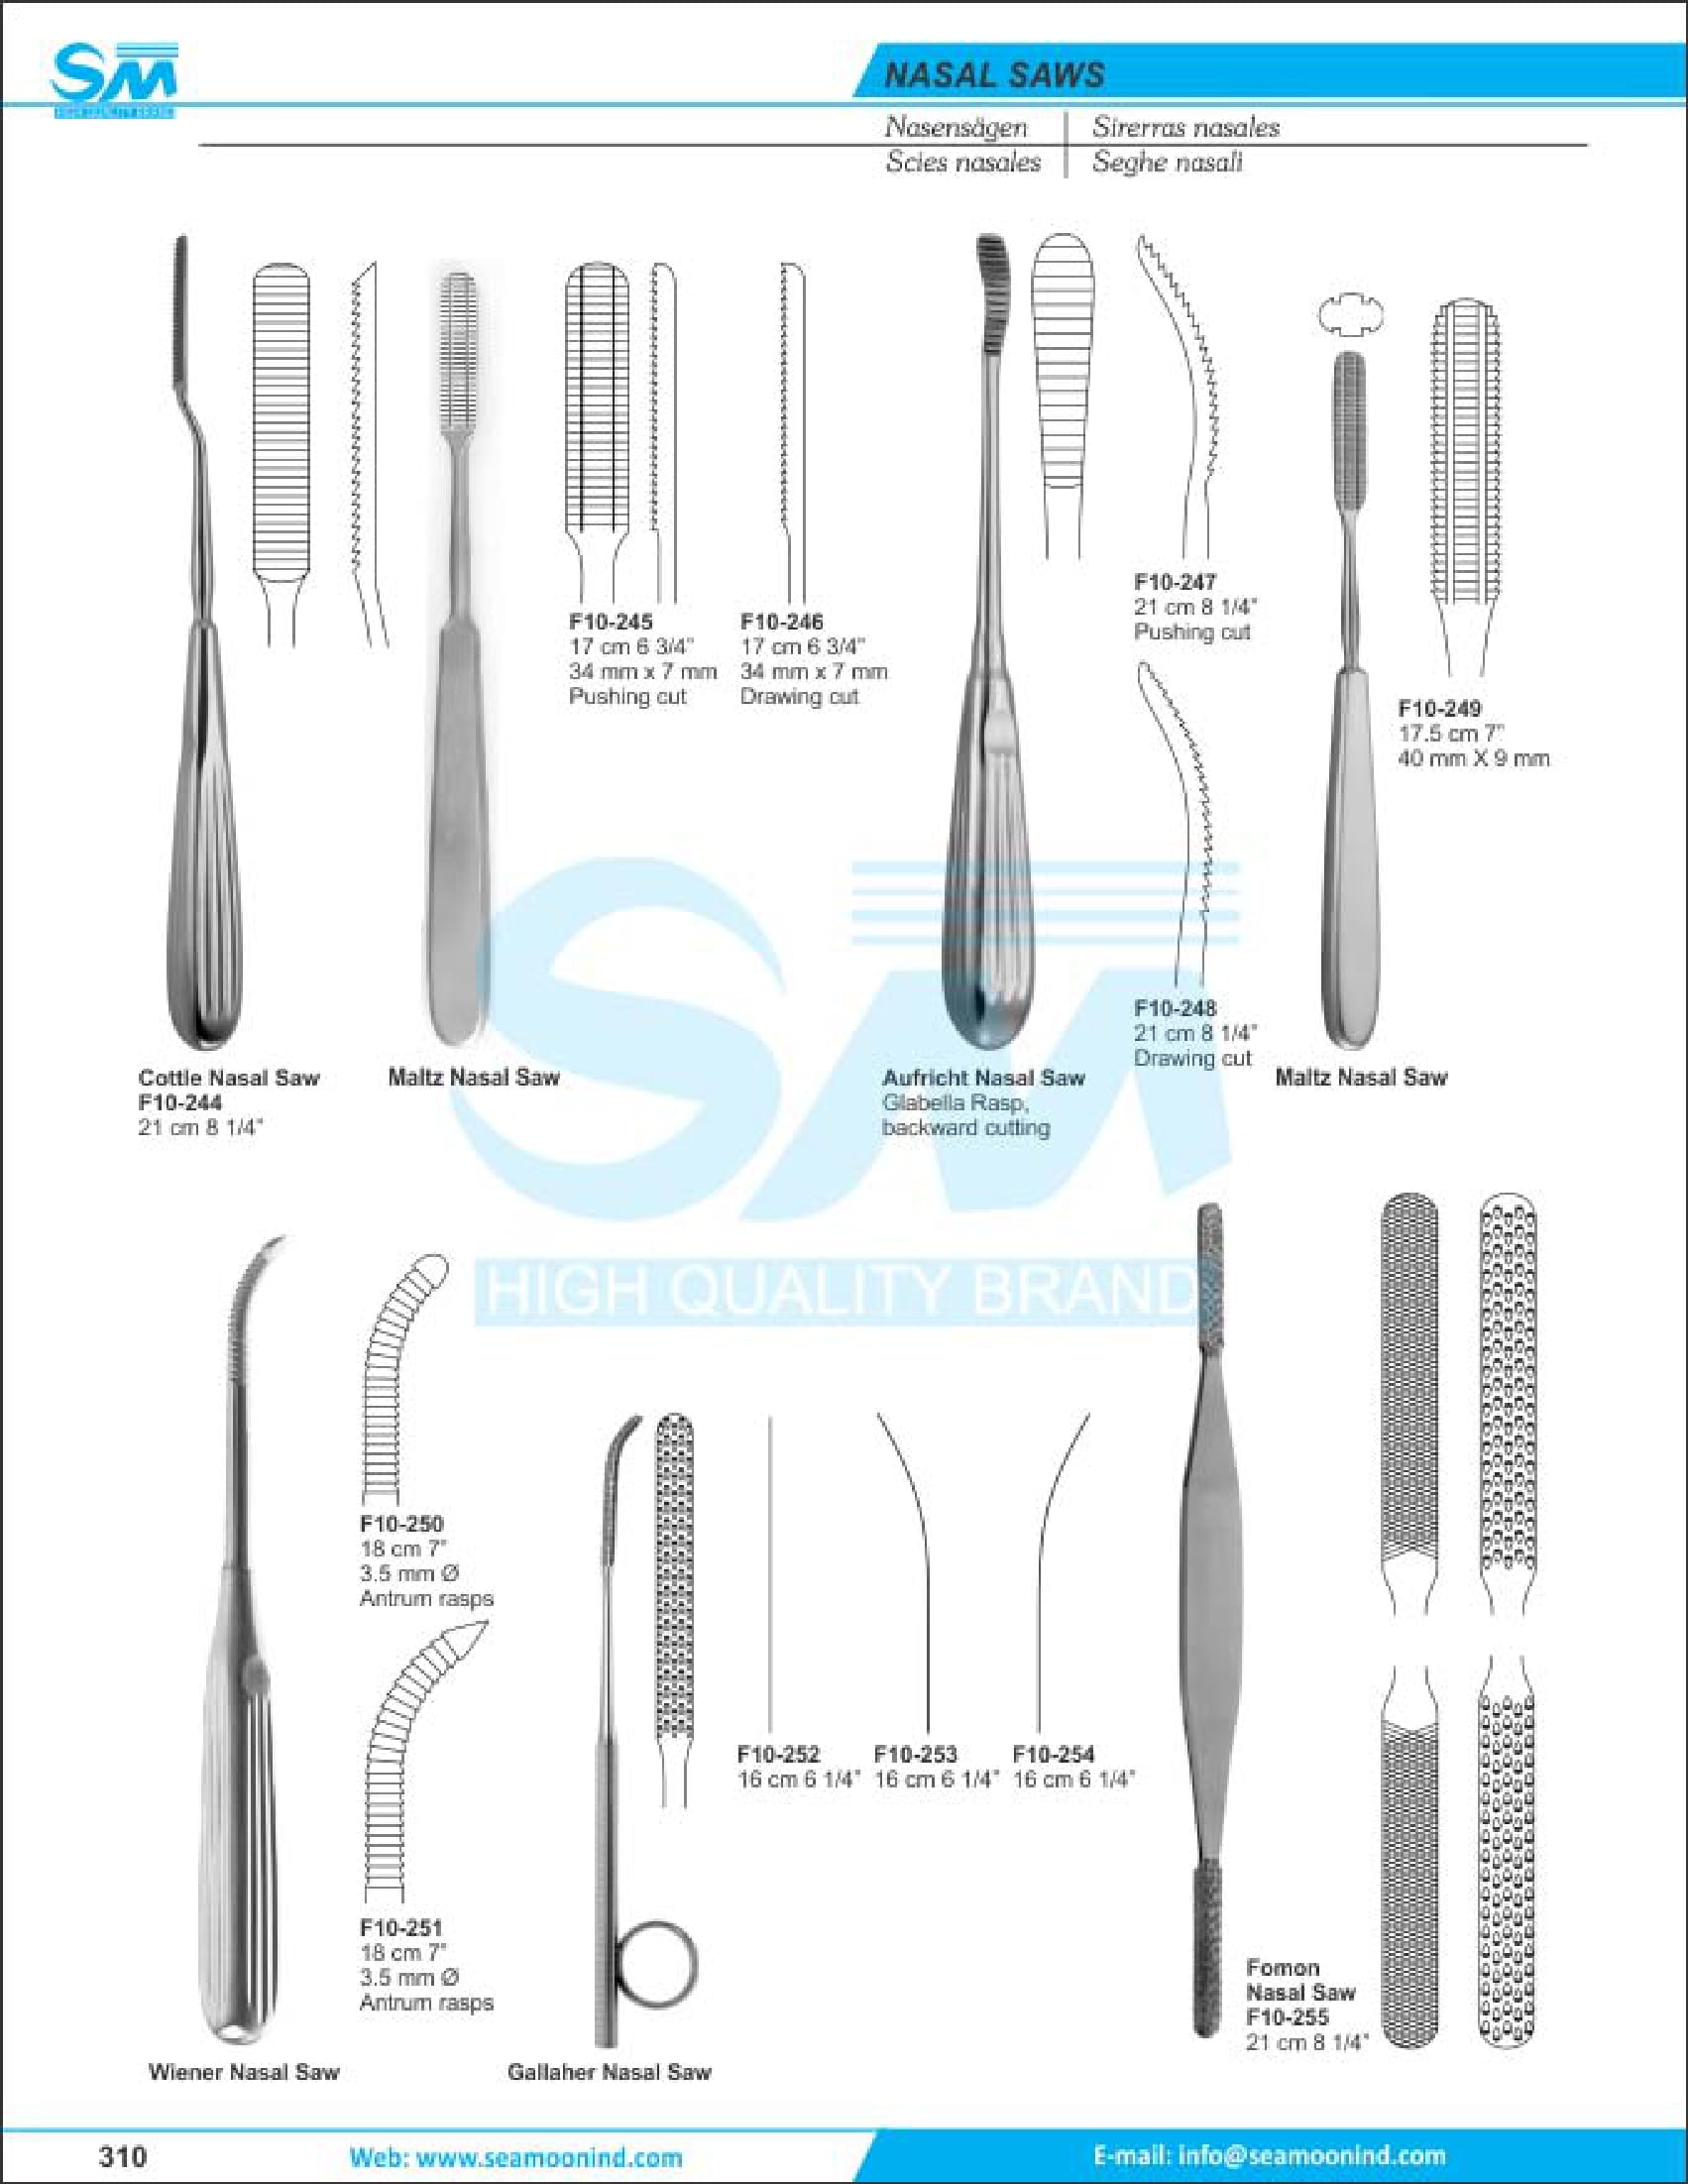 SM
NASAL SAWS
Nasensägen
Sirerras nasales
Scies nasales
Seghe nasali
F10-245
17 cm 6 3/4"
34 mm x 7 mm
Pushing cut
F10-246
17 cm 6 3/4"
34 mm x 7 mm
Drawing cut
F10-247
21 cm 8 1/4"
Pushing cut
F10-249
17.5 cm 7"
40 mm X 9 mm
F10-248
21 cm 8 1/4"
Drawing cut
Cottle Nasal Saw
F10-244
21 cm 8 1/4"
Maltz Nasal Saw
Aufricht Nasal Saw
Glabella Rasp,
backward cutting
Maltz Nasal Saw
SM
HIGH QUALITY BRAND
F10-250
18 cm 7"
3.5 mm Ø
Antrum rasps
F10-252
16 cm 6 1/4"
F10-253
16 cm 6 1/4"
F10-254
16 cm 6 1/4"
F10-251
18 cm 7"
3.5 mm Ø
Antrum rasps
Fomon
Nasal Saw
F10-255
21 cm 8 1/4"
Wiener Nasal Saw
Gallaher Nasal Saw
310
Web: www.seamoonind.com
E-mail: info@seamoonind.com